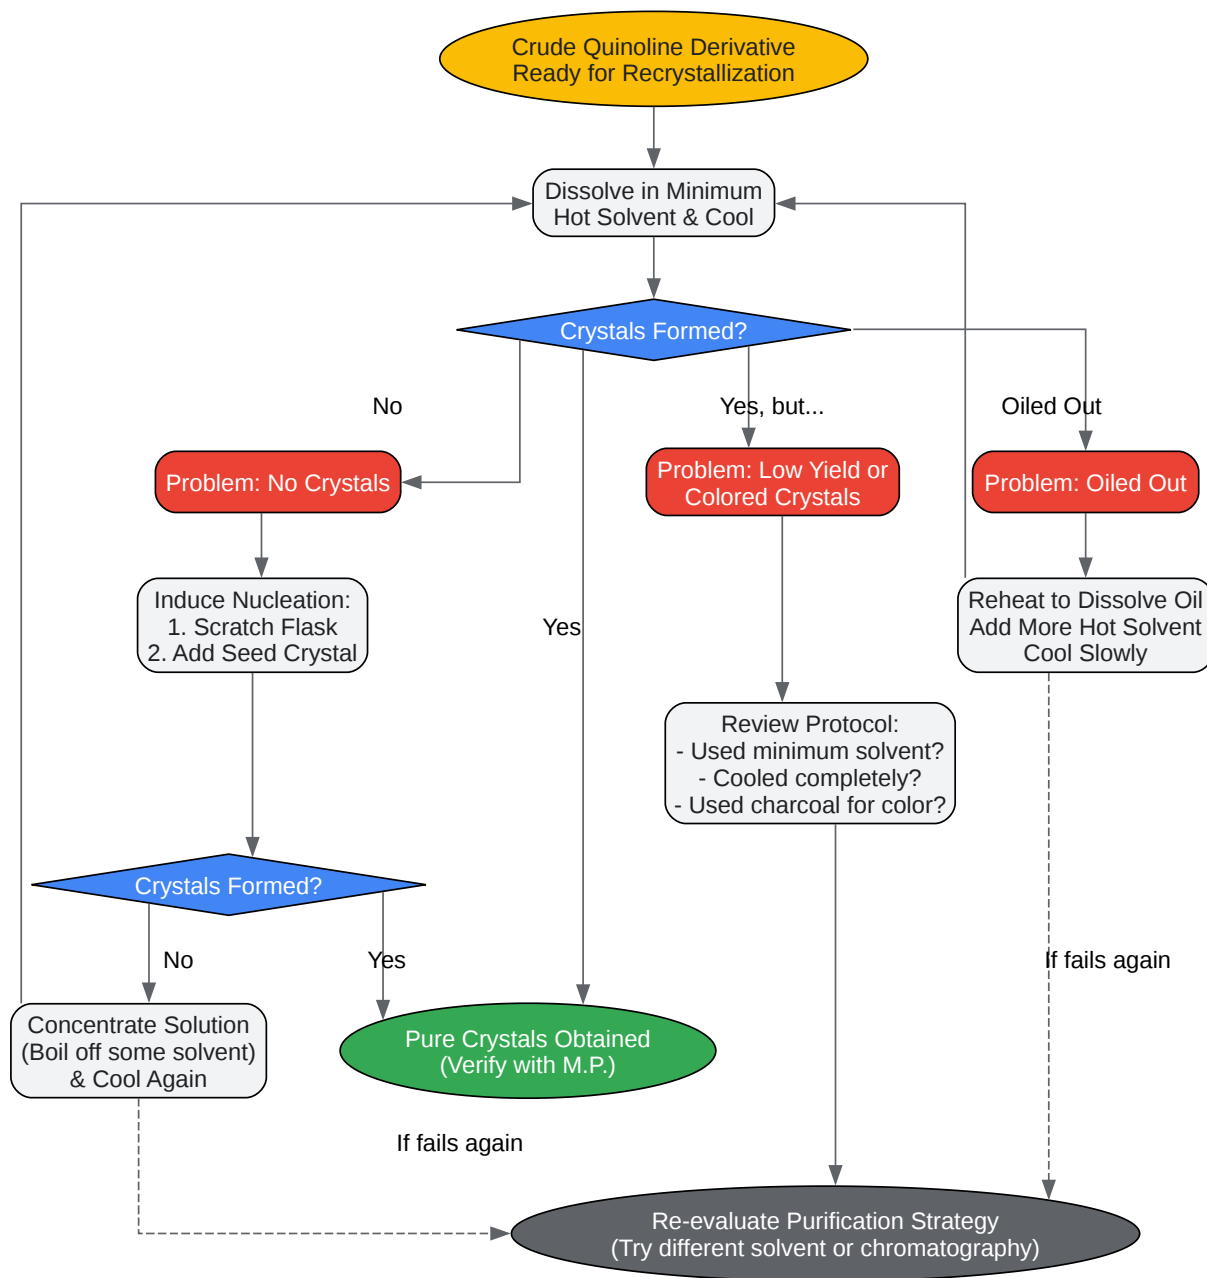 Crude Quinoline Derivative
Ready for Recrystallization
Dissolve in Minimum
Hot Solvent & Cool
Crystals Formed?
No
Yes, but...
Oiled Out
Problem: No Crystals
Problem: Low Yield or
Colored Crystals
Problem: Oiled Out
Induce Nucleation:
1. Scratch Flask
2. Add Seed Crystal
Yes
Reheat to Dissolve Oil
Add More Hot Solvent
Cool Slowly
Review Protocol:
- Used minimum solvent?
- Cooled completely?
- Used charcoal for color?
Crystals Formed?
No
Yes
If fails again
Concentrate Solution
(Boil off some solvent)
& Cool Again
Pure Crystals Obtained
(Verify with M.P.)
If fails again
Re-evaluate Purification Strategy
(Try different solvent or chromatography)